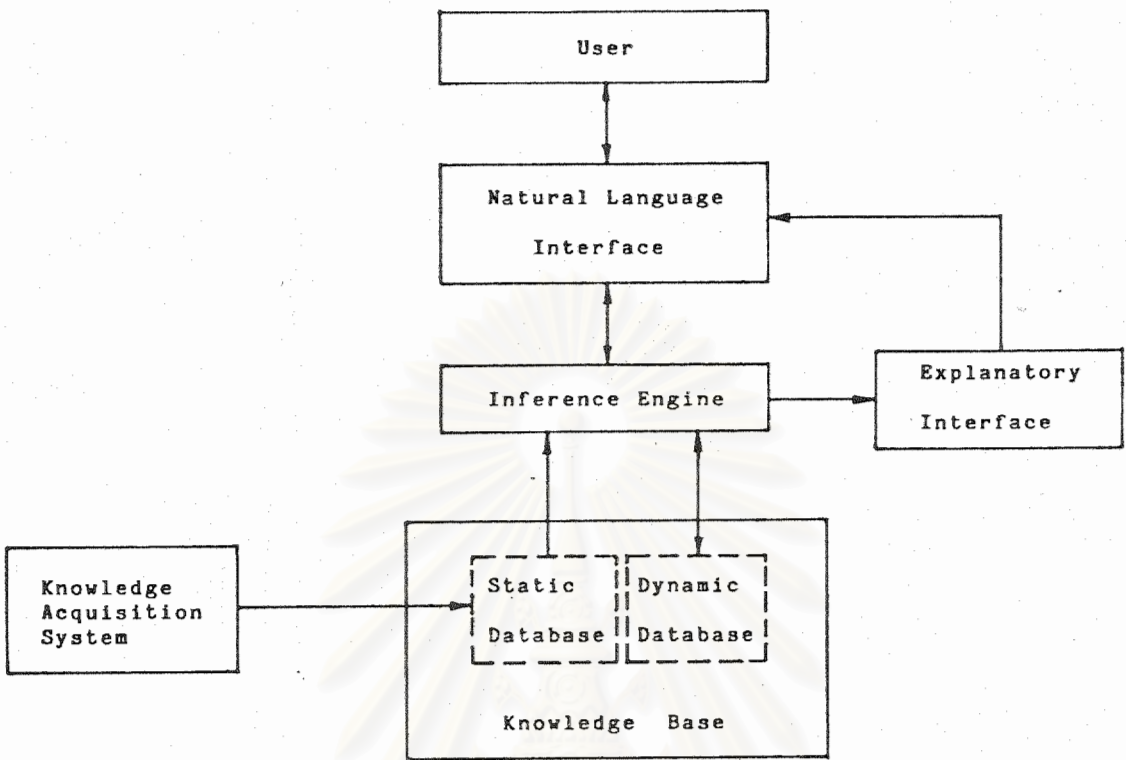 User
Natural Language
Interface
Inference Engine
Explanatory
Interface
Knowledge
Acquisition
System
Static
Database
Dynamic
Database
Knowledge Base